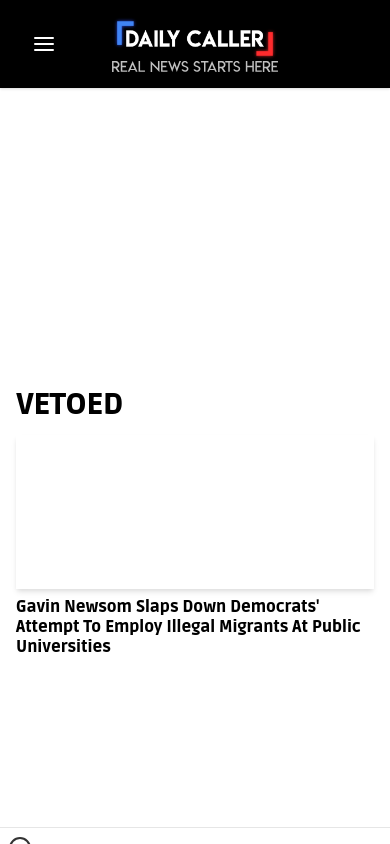 DAILY CALLER
REAL NEWS STARTS HERE
VETOED
Gavin Newsom Slaps Down Democrats'
Attempt To Employ Illegal Migrants At Public
Universities